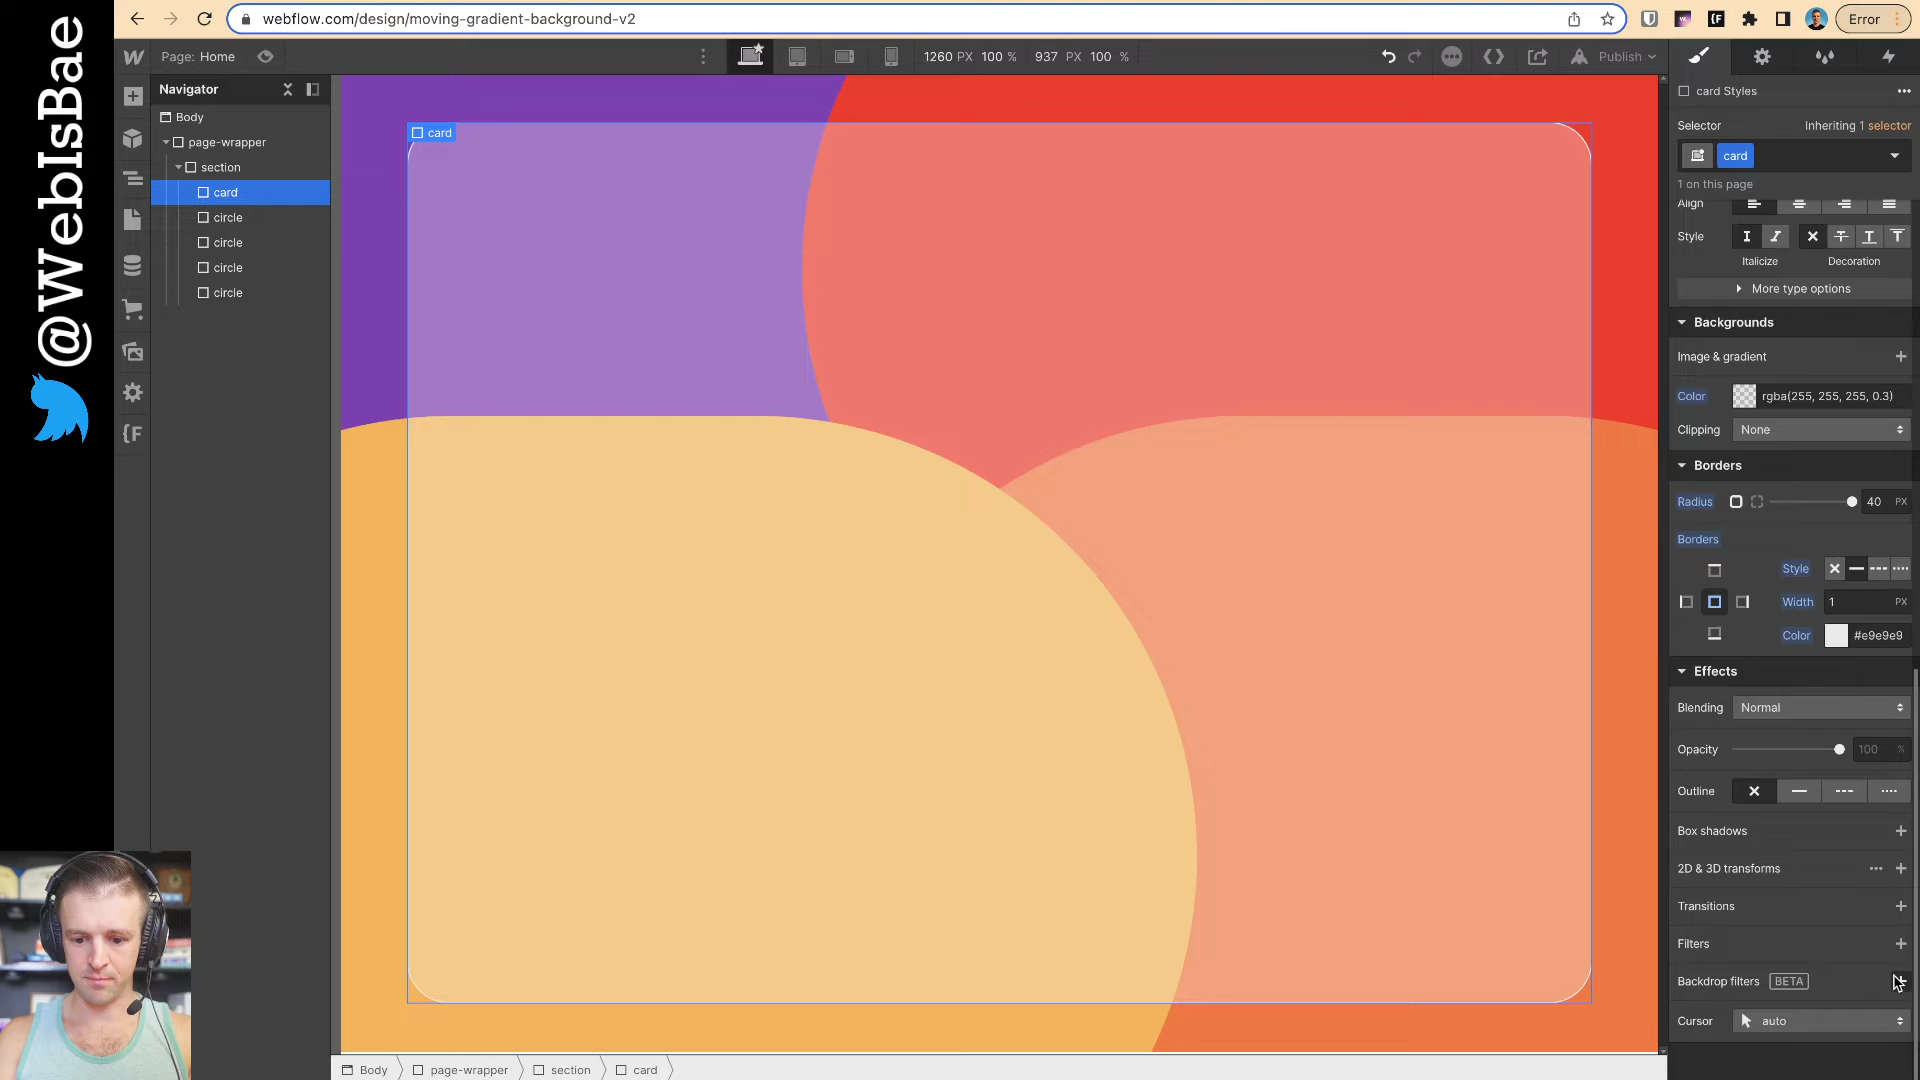 webflow.com/design/moving-gradient-background-v2
Error
Page: Home
1260 PX 100 %
937 PX 100 %
Publish
@WebIsBae
Navigator
Body
page-wrapper
section
card
circle
circle
circle
circle
card
card Styles
Selector
Inheriting 1 selector
card
1 on this page
Align
Style
Italicize
Decoration
More type options
Backgrounds
Image & gradient
Color
rgba(255, 255, 255, 0.3)
Clipping
None
Borders
Radius
40 PX
Borders
Style
Width
1 PX
Color
#e9e9e9
Effects
Blending
Normal
Opacity
100 %
Outline
Box shadows
2D & 3D transforms
Transitions
Filters
Backdrop filters BETA
Cursor
auto
Body
page-wrapper
section
card